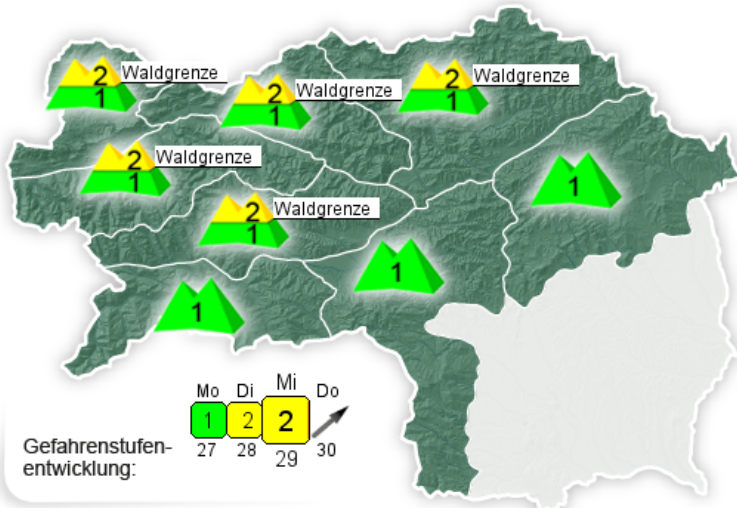 2 Waldgrenze
1
2 Waldgrenze
1
2 Waldgrenze
1
2 Waldgrenze
1
1
2 Waldgrenze
1
1
1
Mo Di Mi Do
1 2 2
27 28 29 30
Gefahrenstufen-
entwicklung: